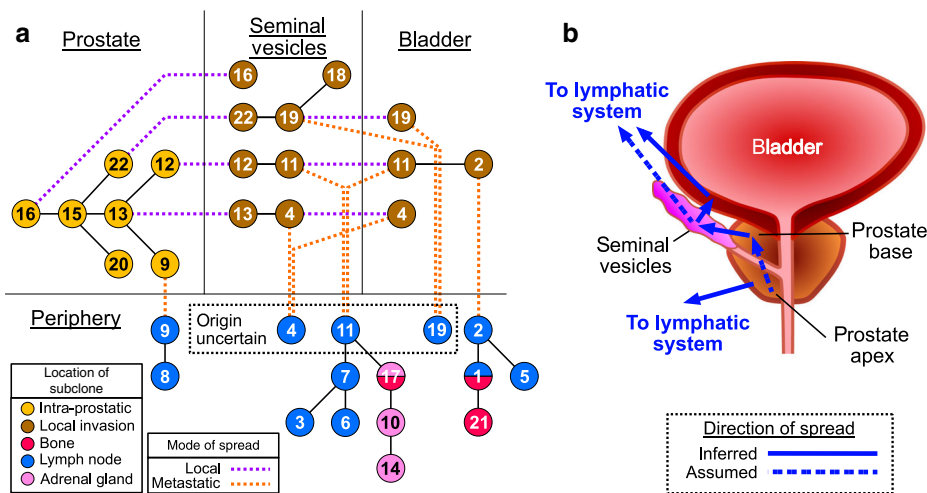 a
b
Prostate
Seminal
vesicles
Bladder
16
18
22
19
19
22
12
12
11
11
2
16
15
13
13
4
4
20
9
Periphery
Origin
uncertain
9
4
11
19
2
8
7
17
1
5
3
6
10
21
14
Location of
subclone
Intra-prostatic
Local invasion
Bone
Lymph node
Adrenal gland
Mode of spread
Local
Metastatic
To lymphatic
system
Bladder
Seminal
vesicles
Prostate
base
To lymphatic
system
Prostate
apex
Direction of spread
Inferred
Assumed